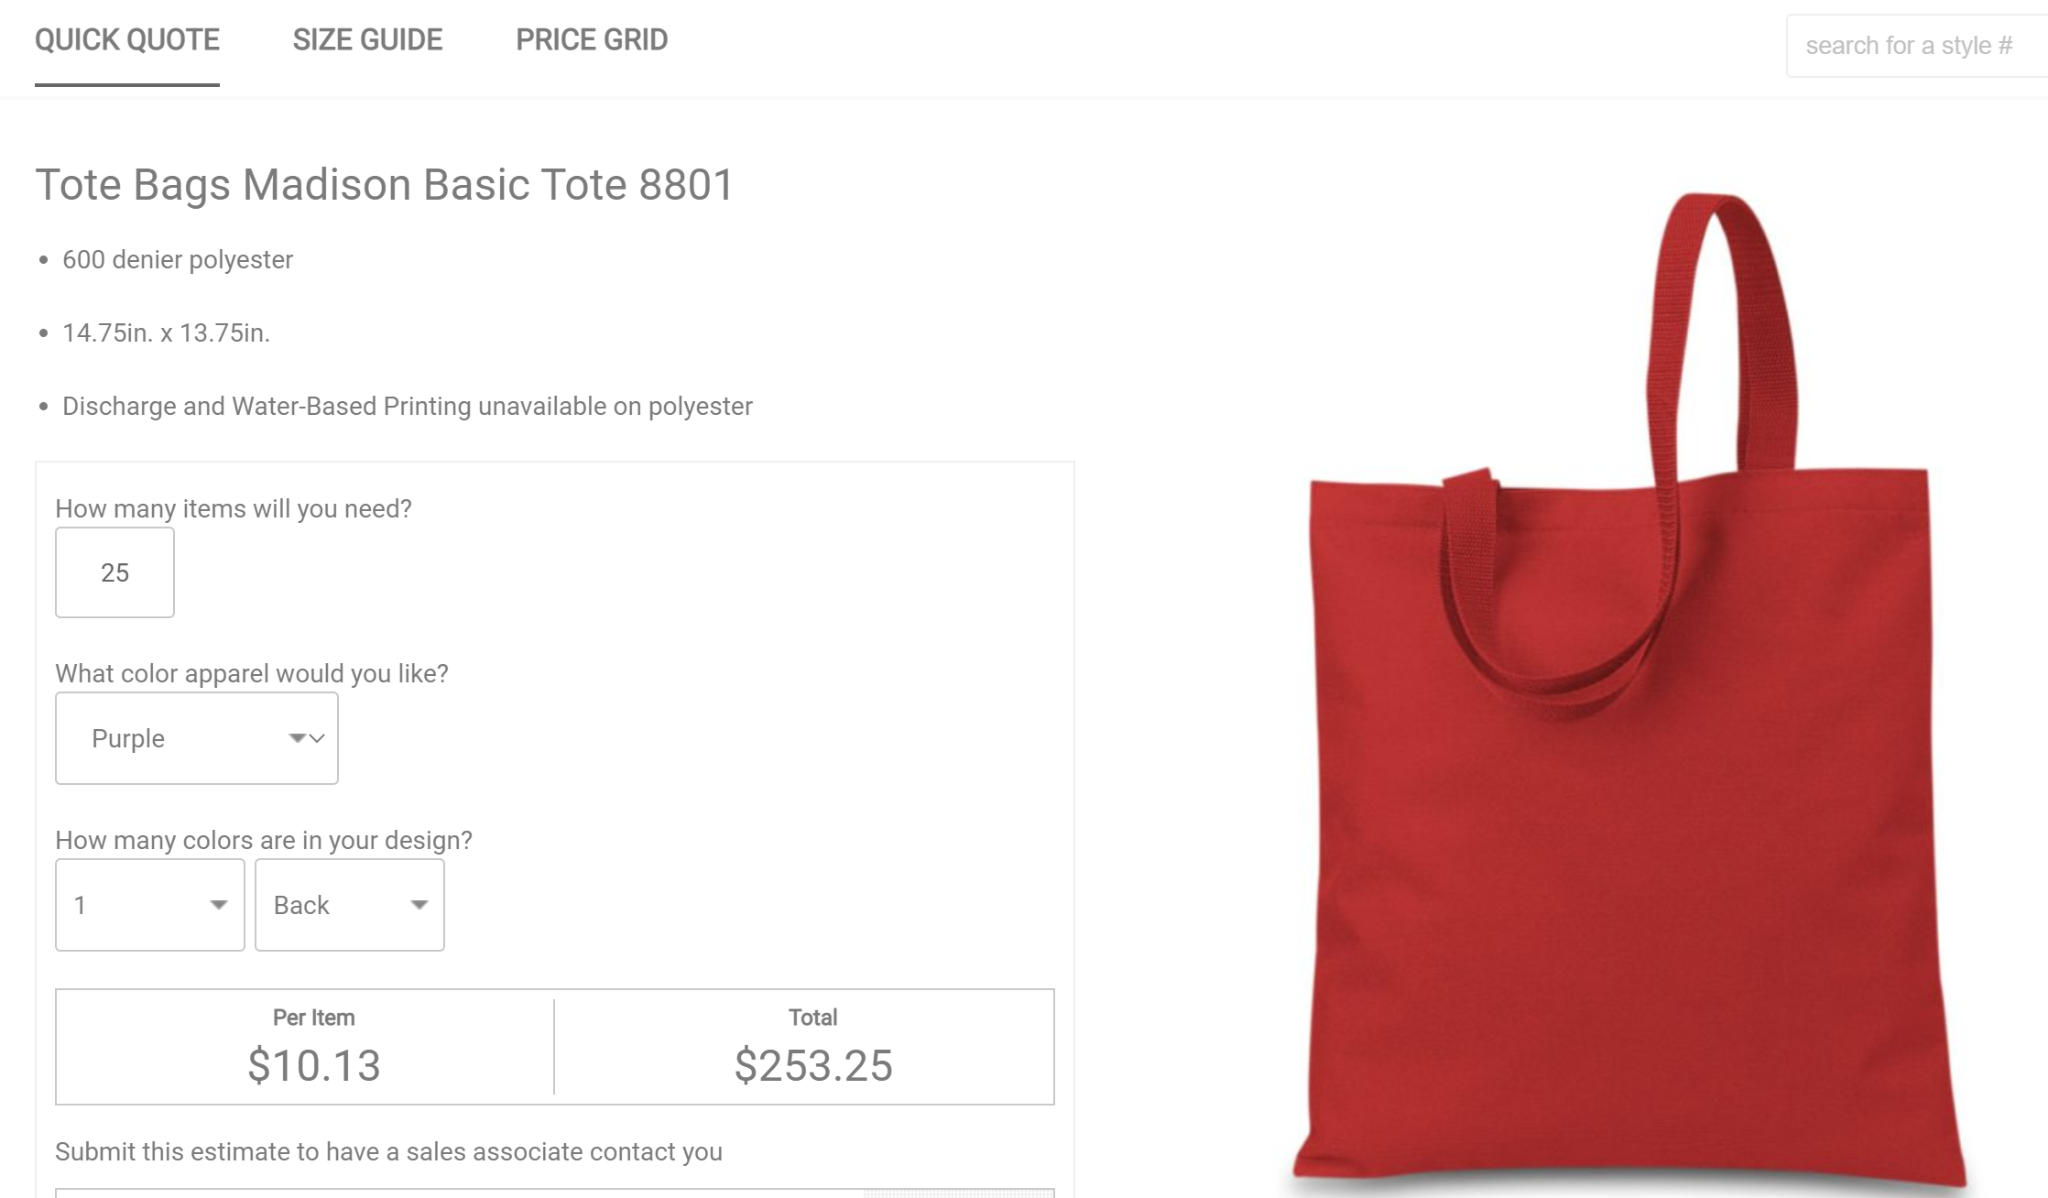 QUICK QUOTE SIZE GUIDE PRICE GRID search for a style #
Tote Bags Madison Basic Tote 8801
• 600 denier polyester
• 14.75in. x 13.75in.
• Discharge and Water-Based Printing unavailable on polyester
How many items will you need?
25
What color apparel would you like?
Purple
How many colors are in your design?
1 Back
Per Item Total
$10.13 $253.25
Submit this estimate to have a sales associate contact you